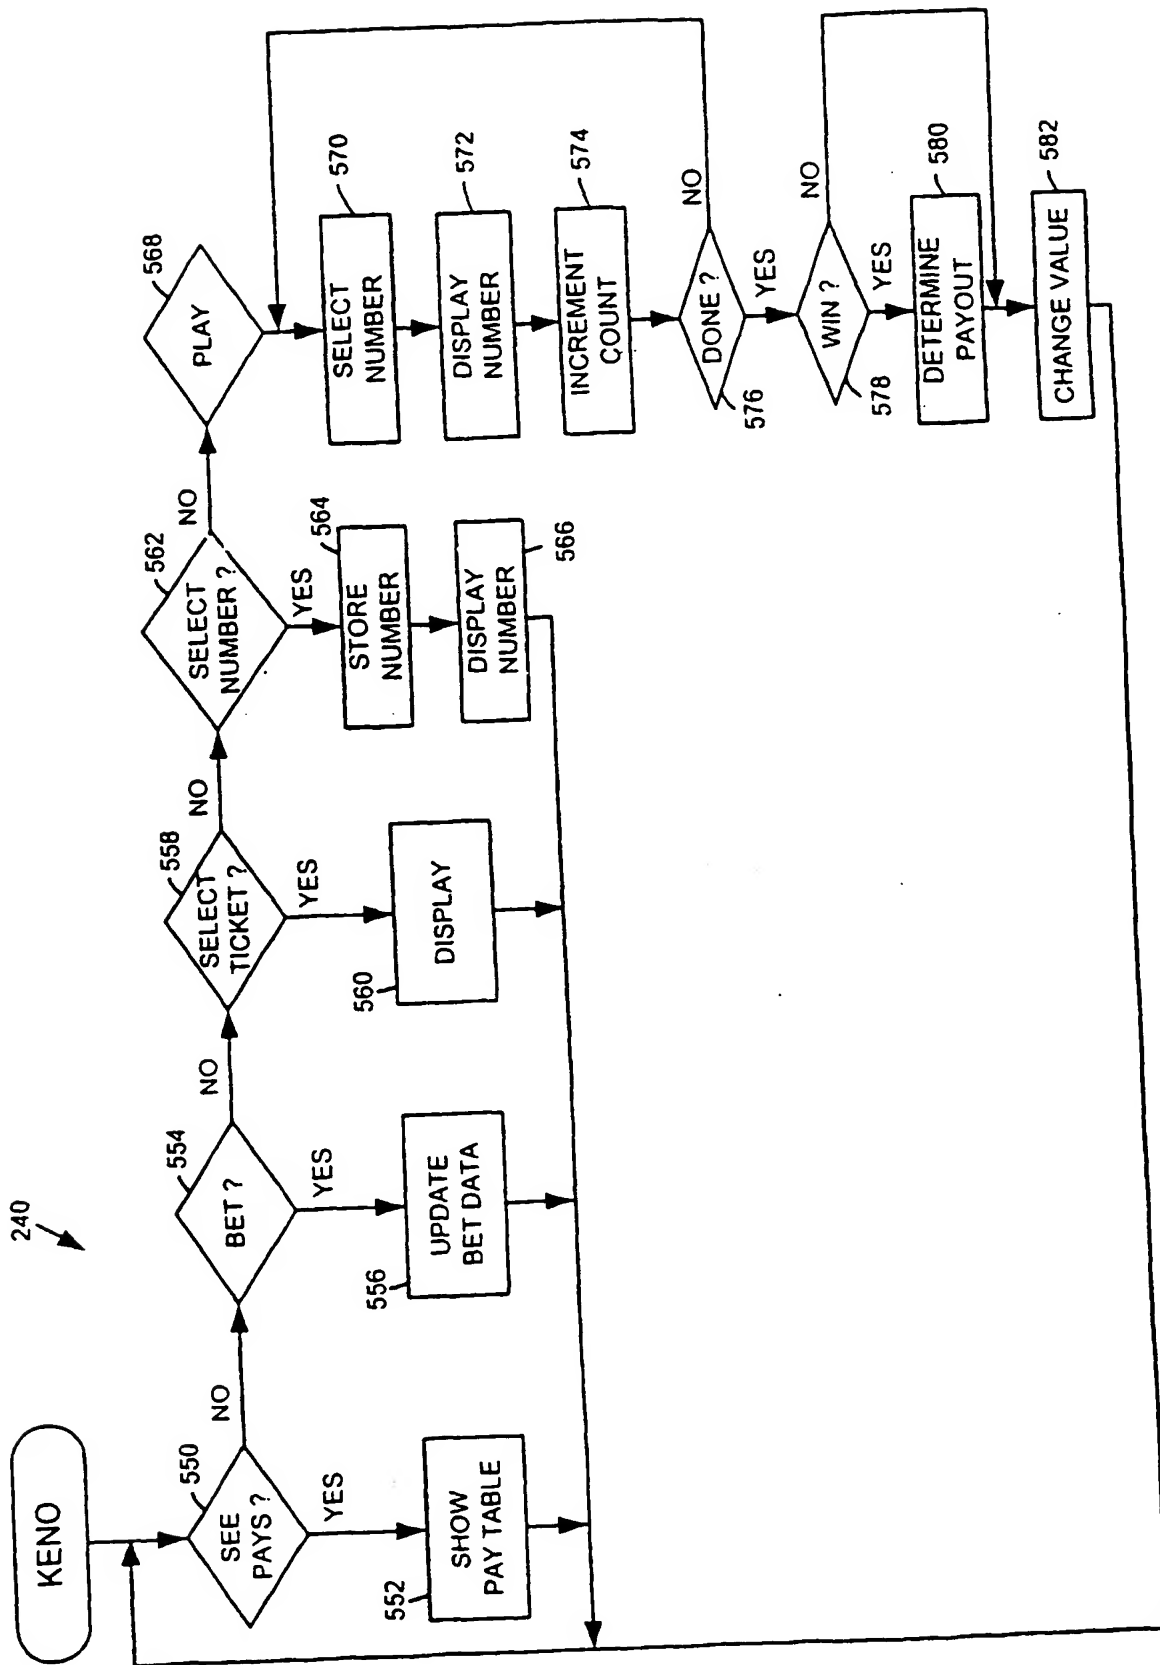 240
KENO
550
SEE
PAYS ?
NO
YES
552
SHOW
PAY TABLE
554
BET ?
NO
YES
556
UPDATE
BET DATA
558
SELECT
TICKET ?
NO
YES
560
DISPLAY
562
SELECT
NUMBER ?
NO
YES
564
STORE
NUMBER
566
DISPLAY
NUMBER
568
PLAY
570
SELECT
NUMBER
572
DISPLAY
NUMBER
574
INCREMENT
COUNT
576
DONE ?
NO
YES
578
WIN ?
NO
YES
580
DETERMINE
PAYOUT
582
CHANGE VALUE